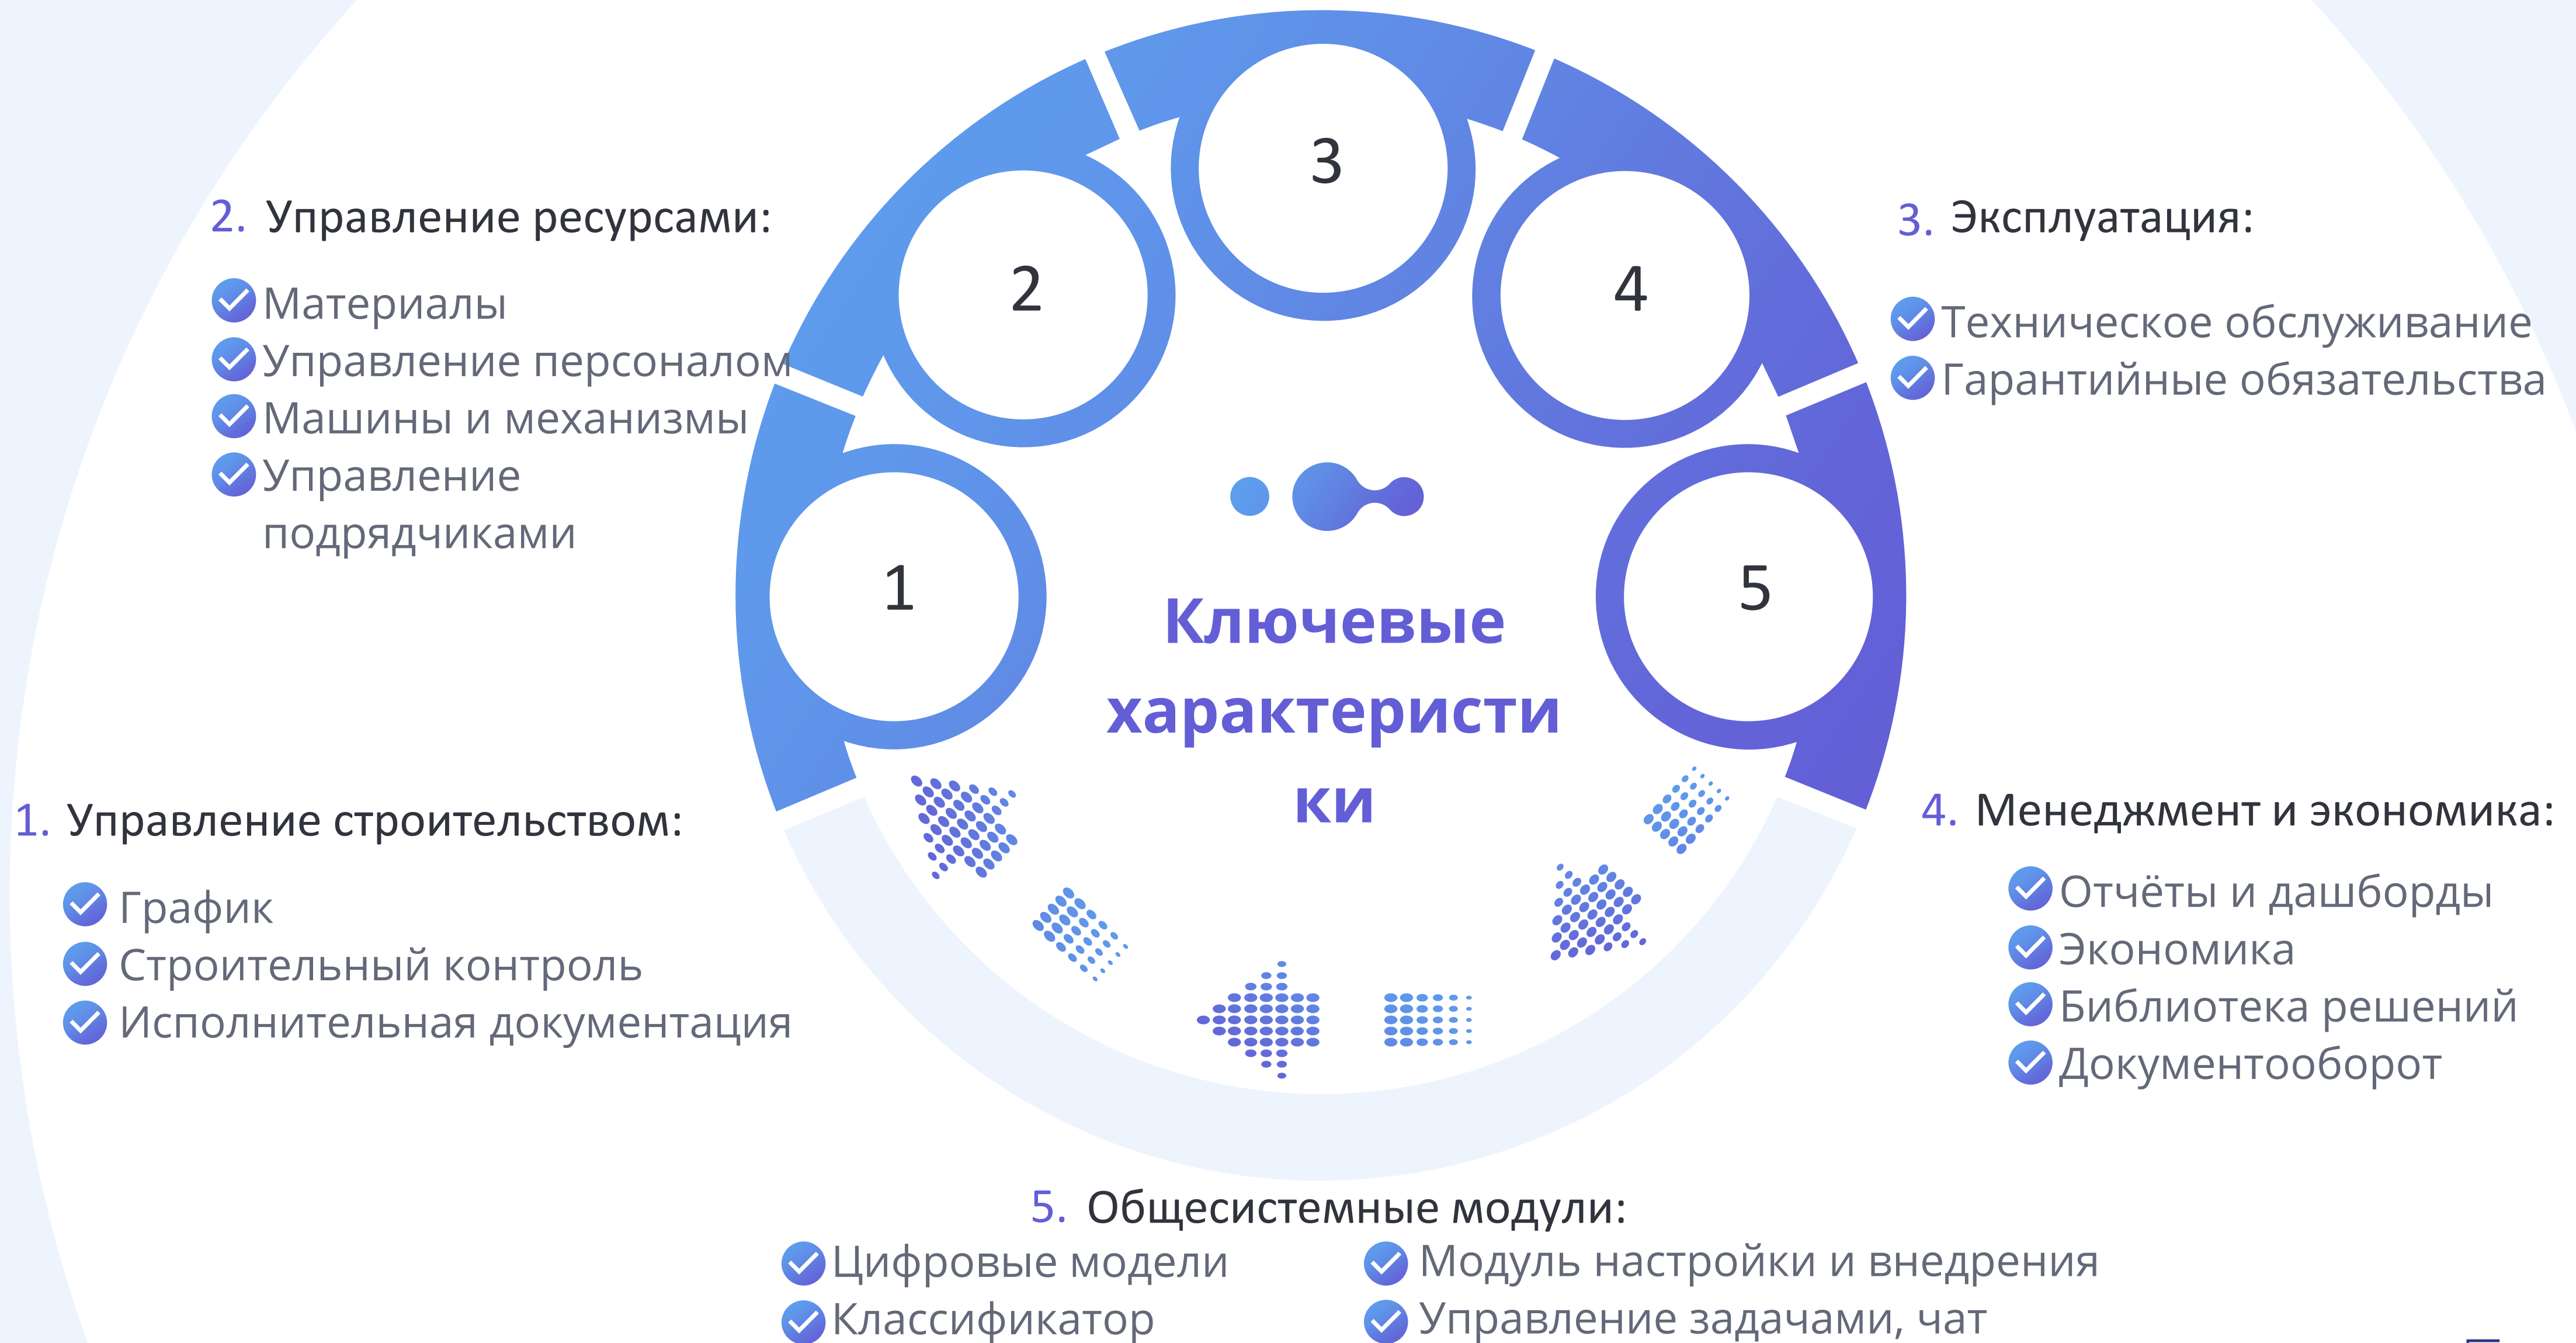 3
2
4
1
5
Ключевые
характеристи
ки
2. Управление ресурсами:
Материалы
Управление персоналом
Машины и механизмы
Управление
подрядчиками
3. Эксплуатация:
Техническое обслуживание
Гарантийные обязательства
1. Управление строительством:
График
Строительный контроль
Исполнительная документация
4. Менеджмент и экономика:
Отчёты и дашборды
Экономика
Библиотека решений
Документооборот
5. Общесистемные модули:
Цифровые модели
Классификатор
Модуль настройки и внедрения
Управление задачами, чат